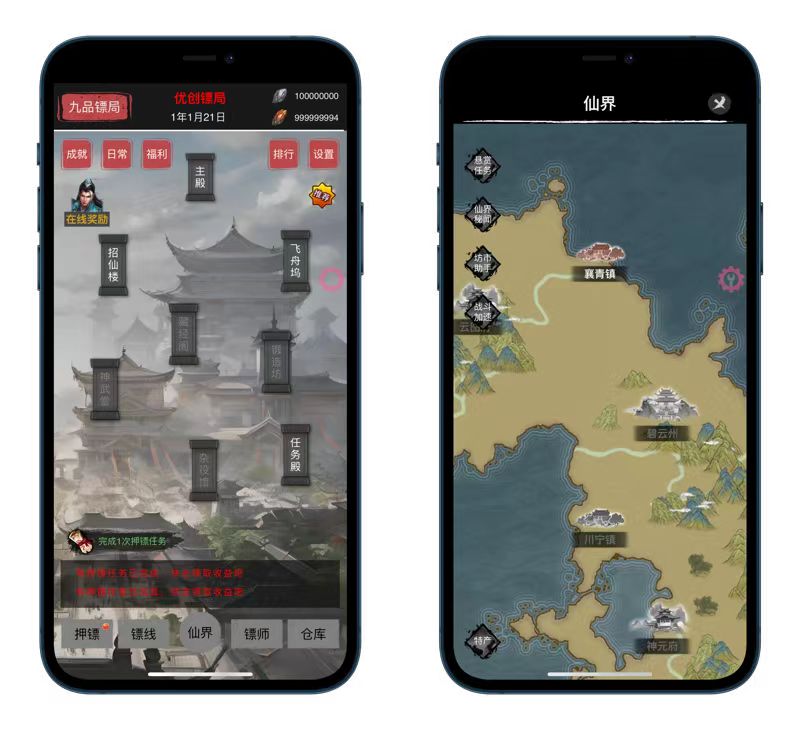 九品镖局
优创镖局
1年1月21日
100000000
999999994
成就
日常
福利
排行
设置
主殿
推荐
在线奖励
招仙楼
飞舟坞
藏经阁
锻造坊
神武堂
任务殿
杂役馆
完成1次押镖任务
押镖
镖线
仙界
镖师
仓库
仙界
悬赏
任务
仙界
秘闻
坊市
助手
战斗
加速
襄青镇
碧云州
川宁镇
神元府
特产